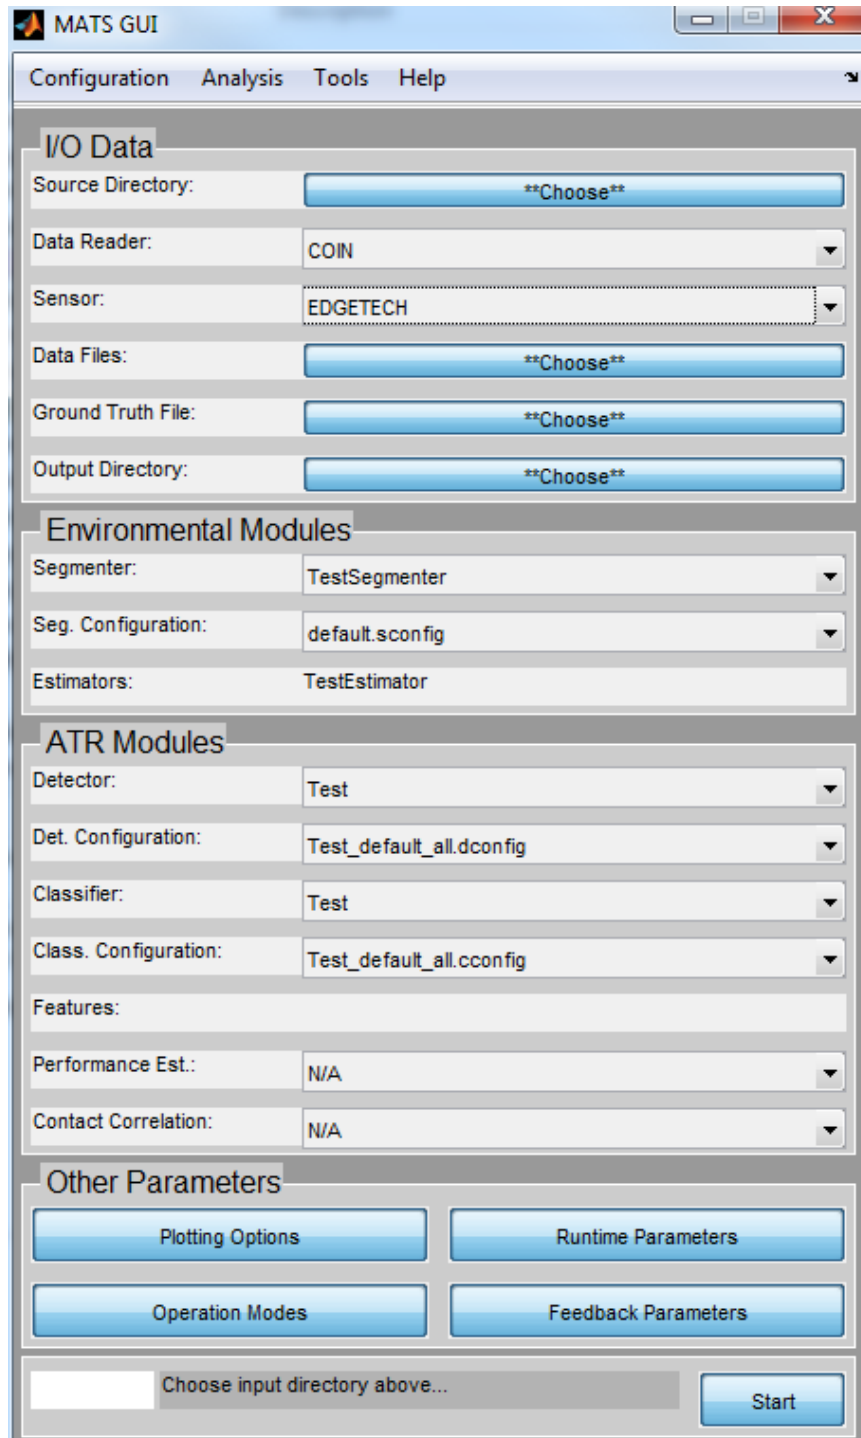 MATS GUI
Configuration Analysis Tools Help
I/O Data
Source Directory: **Choose**
Data Reader: COIN
Sensor: EDGETECH
Data Files: **Choose**
Ground Truth File: **Choose**
Output Directory: **Choose**
Environmental Modules
Segmenter: TestSegmenter
Seg. Configuration: default.sconfig
Estimators: TestEstimator
ATR Modules
Detector: Test
Det. Configuration: Test_default_all.dconfig
Classifier: Test
Class. Configuration: Test_default_all.cconfig
Features:
Performance Est.: N/A
Contact Correlation: N/A
Other Parameters
Plotting Options Runtime Parameters
Operation Modes Feedback Parameters
Choose input directory above... Start